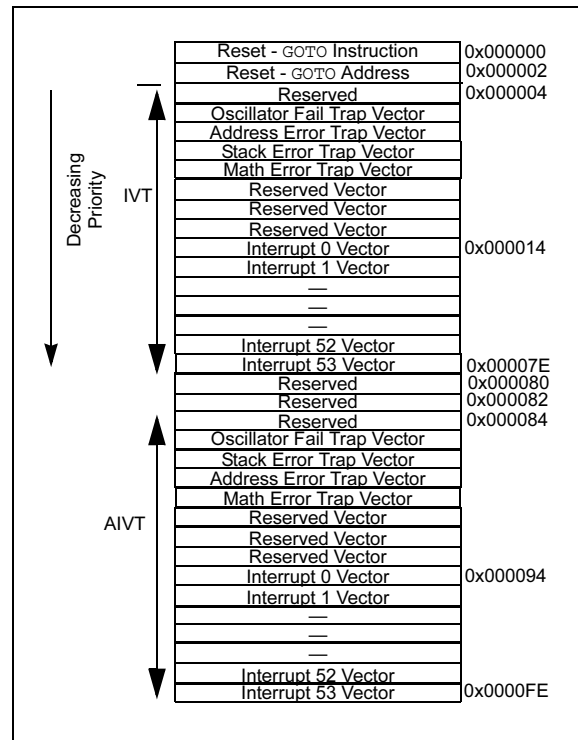 Reset - GOTO Instruction 0x000000
Reset - GOTO Address 0x000002
Reserved 0x000004
Oscillator Fail Trap Vector
Address Error Trap Vector
Stack Error Trap Vector
Math Error Trap Vector
Reserved Vector
Reserved Vector
Reserved Vector
Interrupt 0 Vector 0x000014
Interrupt 1 Vector
—
—
—
Interrupt 52 Vector
Interrupt 53 Vector 0x00007E
Decreasing
Priority
IVT
Reserved 0x000080
Reserved 0x000082
Reserved 0x000084
Oscillator Fail Trap Vector
Stack Error Trap Vector
Address Error Trap Vector
Math Error Trap Vector
Reserved Vector
Reserved Vector
Reserved Vector
Interrupt 0 Vector 0x000094
Interrupt 1 Vector
—
—
—
Interrupt 52 Vector
Interrupt 53 Vector 0x0000FE
AIVT